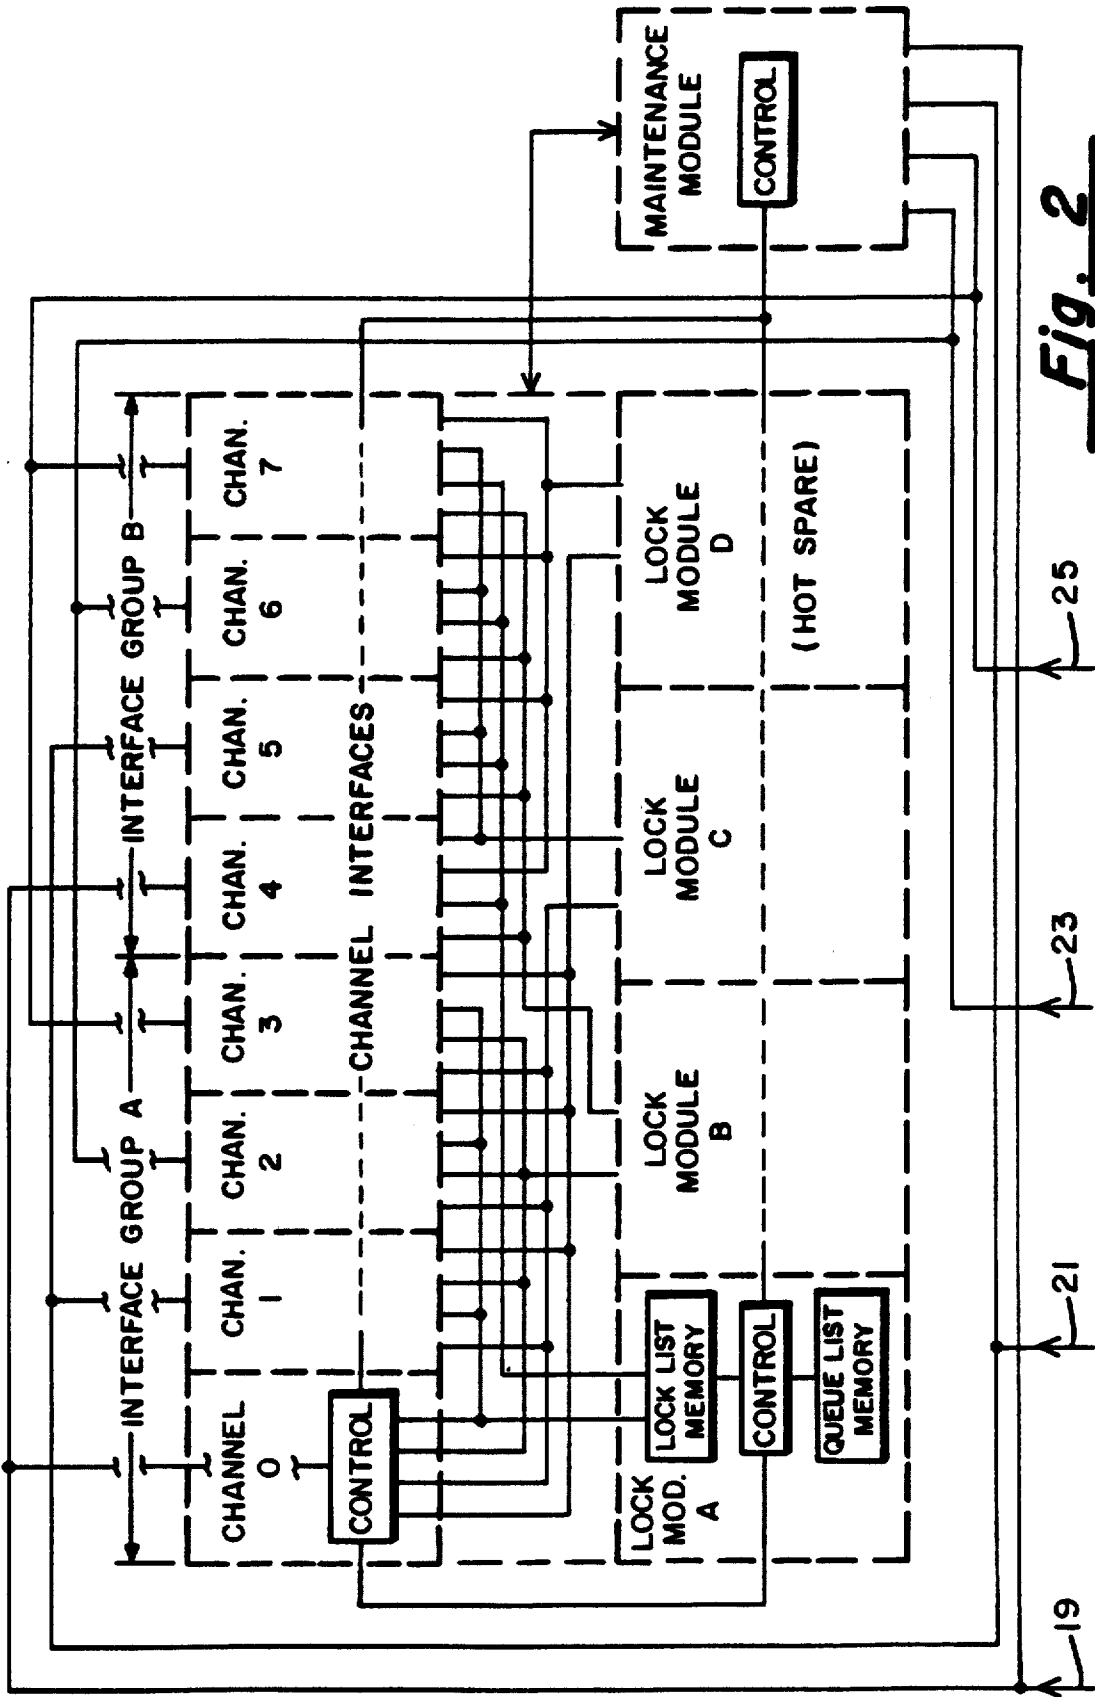 INTERFACE GROUP A
INTERFACE GROUP B
CHANNEL
0
CHAN.
1
CHAN.
2
CHAN.
3
CHAN.
4
CHAN.
5
CHAN.
6
CHAN.
7
CONTROL
CHANNEL INTERFACES
LOCK
MOD.
A
LOCK LIST
MEMORY
CONTROL
QUEUE LIST
MEMORY
LOCK
MODULE
B
LOCK
MODULE
C
LOCK
MODULE
D
(HOT SPARE)
MAINTENANCE
MODULE
CONTROL
19
21
23
25
Fig. 2